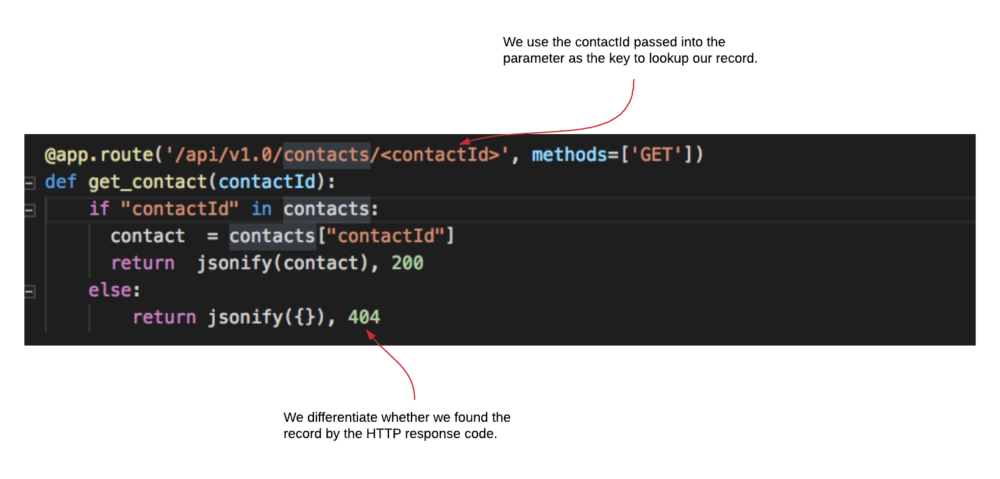 We use the contactId passed into the
parameter as the key to lookup our record.
@app.route('/api/v1.0/contacts/<contactId>', methods=['GET'])
def get_contact(contactId):
if "contactId" in contacts:
contact  = contacts["contactId"]
return  jsonify(contact), 200
else:
return jsonify({}), 404
We differentiate whether we found the
record by the HTTP response code.